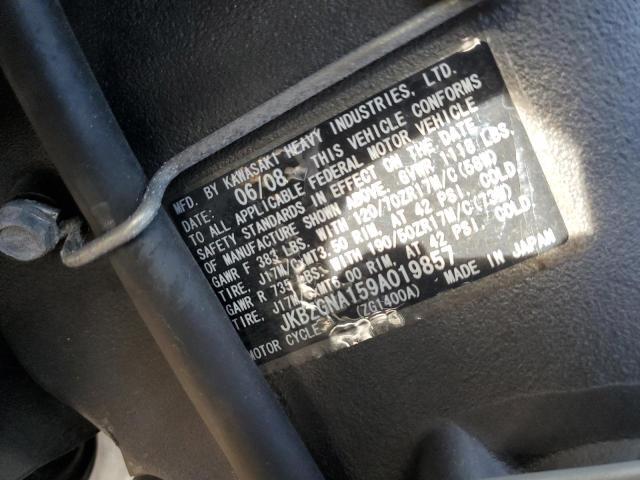 MFD. BY KAWASAKI HEAVY INDUSTRIES, LTD.
DATE: 06/08 THIS VEHICLE CONFORMS
TO ALL APPLICABLE FEDERAL MOTOR VEHICLE
SAFETY STANDARDS IN EFFECT ON THE DATE
OF MANUFACTURE SHOWN ABOVE. GVWR 1118 LBS.
GAWR F 383 LBS. WITH 120/70ZR17M/C(58W)
TIRE, J17M/CMT3.50 RIM, AT 42 PSI. COLD
GAWR R 735 LBS. WITH 190/50ZR17M/C(73W)
TIRE, J17M/CMT6.00 RIM, AT 42 PSI. COLD
JKBZGNA159A019857
MOTOR CYCLE (ZG1400A) MADE IN JAPAN